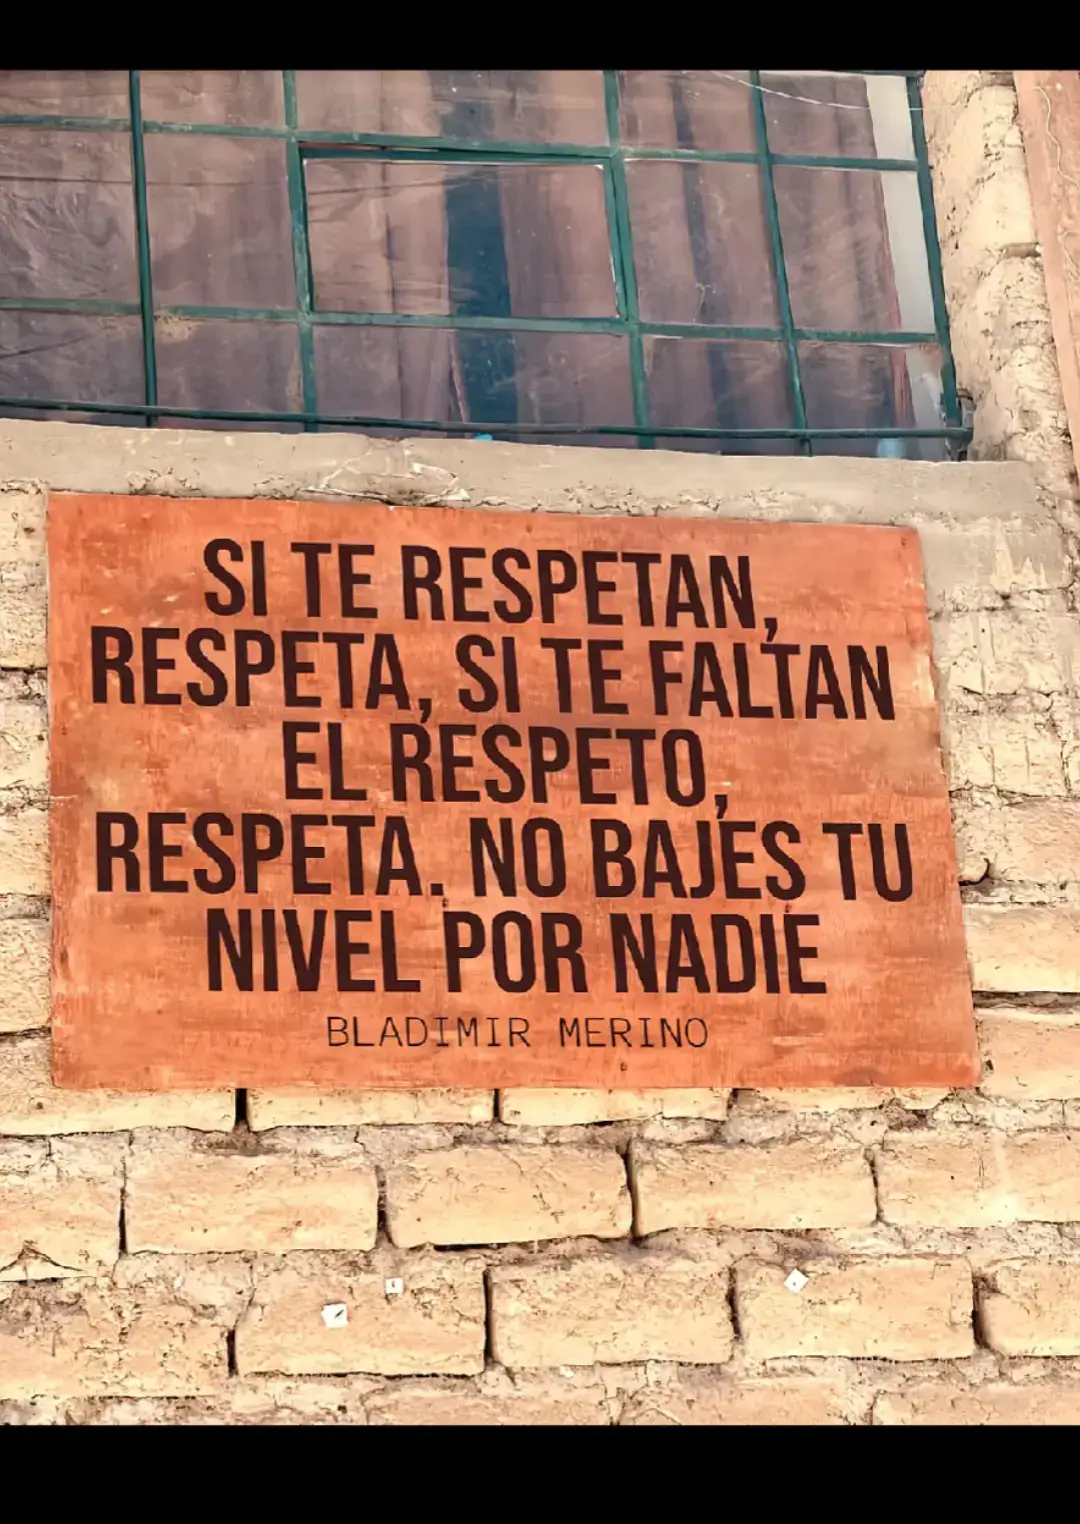 SI TE RESPETAN,
RESPETA, SI TE FALTAN
EL RESPETO,
RESPETA. NO BAJES TU
NIVEL POR NADIE
BLADIMIR MERINO